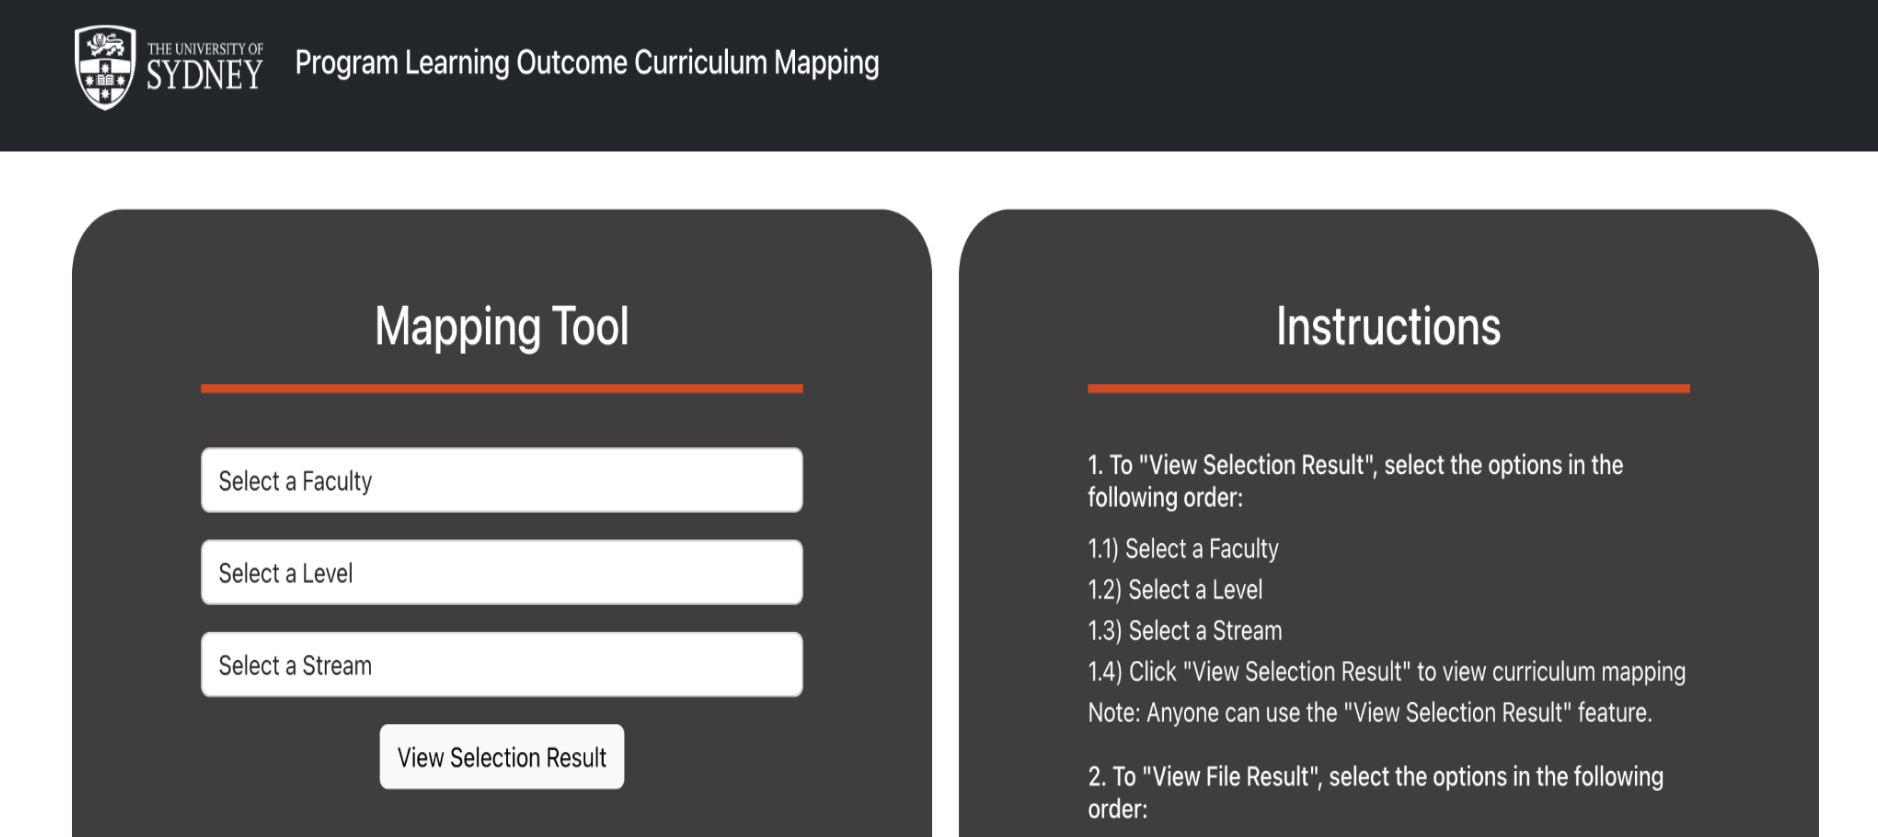 THE UNIVERSITY OF
SYDNEY
Program Learning Outcome Curriculum Mapping
Mapping Tool
Select a Faculty
Select a Level
Select a Stream
View Selection Result
Instructions
1. To "View Selection Result", select the options in the
following order:
1.1) Select a Faculty
1.2) Select a Level
1.3) Select a Stream
1.4) Click "View Selection Result" to view curriculum mapping
Note: Anyone can use the "View Selection Result" feature.
2. To "View File Result", select the options in the following
order: